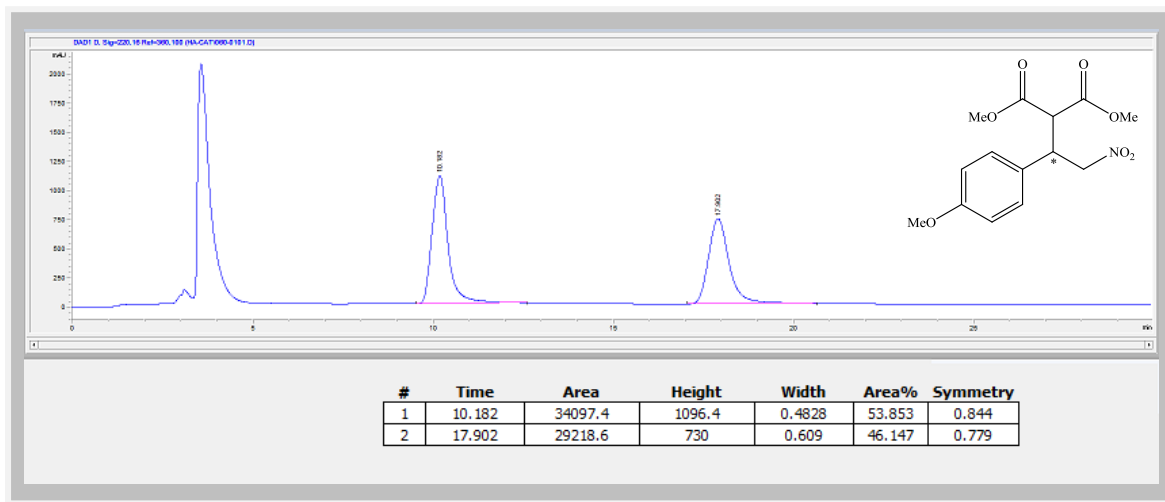 DAD1 D, Sig=220,16 Ref=360,100 (HA-CAT\660-0101.D)
mAU
2000
1750
1500
1250
1000
750
500
250
0
10.182
17.902
0 5 10 15 20 25 min
O O
MeO OMe
NO2
*
MeO
# Time Area Height Width Area% Symmetry
1 10.182 34097.4 1096.4 0.4828 53.853 0.844
2 17.902 29218.6 730 0.609 46.147 0.779